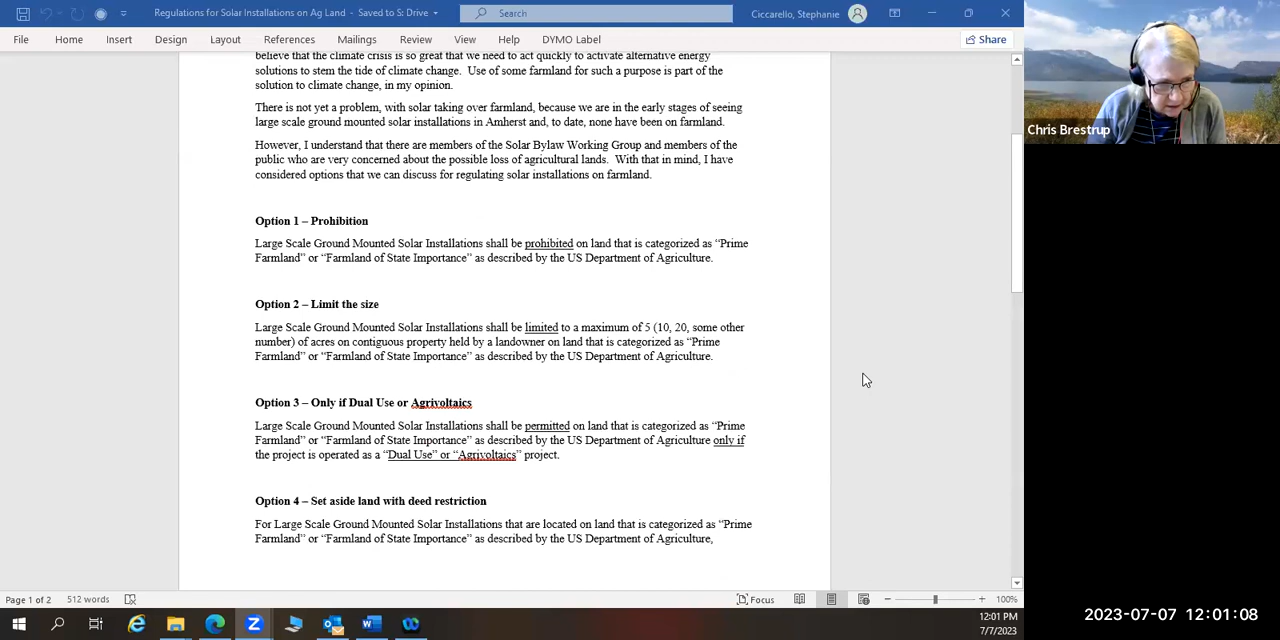 Regulations for Solar Installations on Ag Land - Saved to S: Drive
Search
Ciccarello, Stephanie
File Home Insert Design Layout References Mailings Review View Help DYMO Label Share
believe that the climate crisis is so great that we need to act quickly to activate alternative energy
solutions to stem the tide of climate change. Use of some farmland for such a purpose is part of the
solution to climate change, in my opinion.
There is not yet a problem, with solar taking over farmland, because we are in the early stages of seeing
large scale ground mounted solar installations in Amherst and, to date, none have been on farmland.
However, I understand that there are members of the Solar Bylaw Working Group and members of the
public who are very concerned about the possible loss of agricultural lands. With that in mind, I have
considered options that we can discuss for regulating solar installations on farmland.
Option 1 – Prohibition
Large Scale Ground Mounted Solar Installations shall be prohibited on land that is categorized as “Prime
Farmland” or “Farmland of State Importance” as described by the US Department of Agriculture.
Option 2 – Limit the size
Large Scale Ground Mounted Solar Installations shall be limited to a maximum of 5 (10, 20, some other
number) of acres on contiguous property held by a landowner on land that is categorized as “Prime
Farmland” or “Farmland of State Importance” as described by the US Department of Agriculture.
Option 3 – Only if Dual Use or Agrivoltaics
Large Scale Ground Mounted Solar Installations shall be permitted on land that is categorized as “Prime
Farmland” or “Farmland of State Importance” as described by the US Department of Agriculture only if
the project is operated as a “Dual Use” or “Agrivoltaics” project.
Option 4 – Set aside land with deed restriction
For Large Scale Ground Mounted Solar Installations that are located on land that is categorized as “Prime
Farmland” or “Farmland of State Importance” as described by the US Department of Agriculture,
Page 1 of 2 512 words Focus 100%
12:01 PM
7/7/2023
Chris Brestrup
2023-07-07 12:01:08